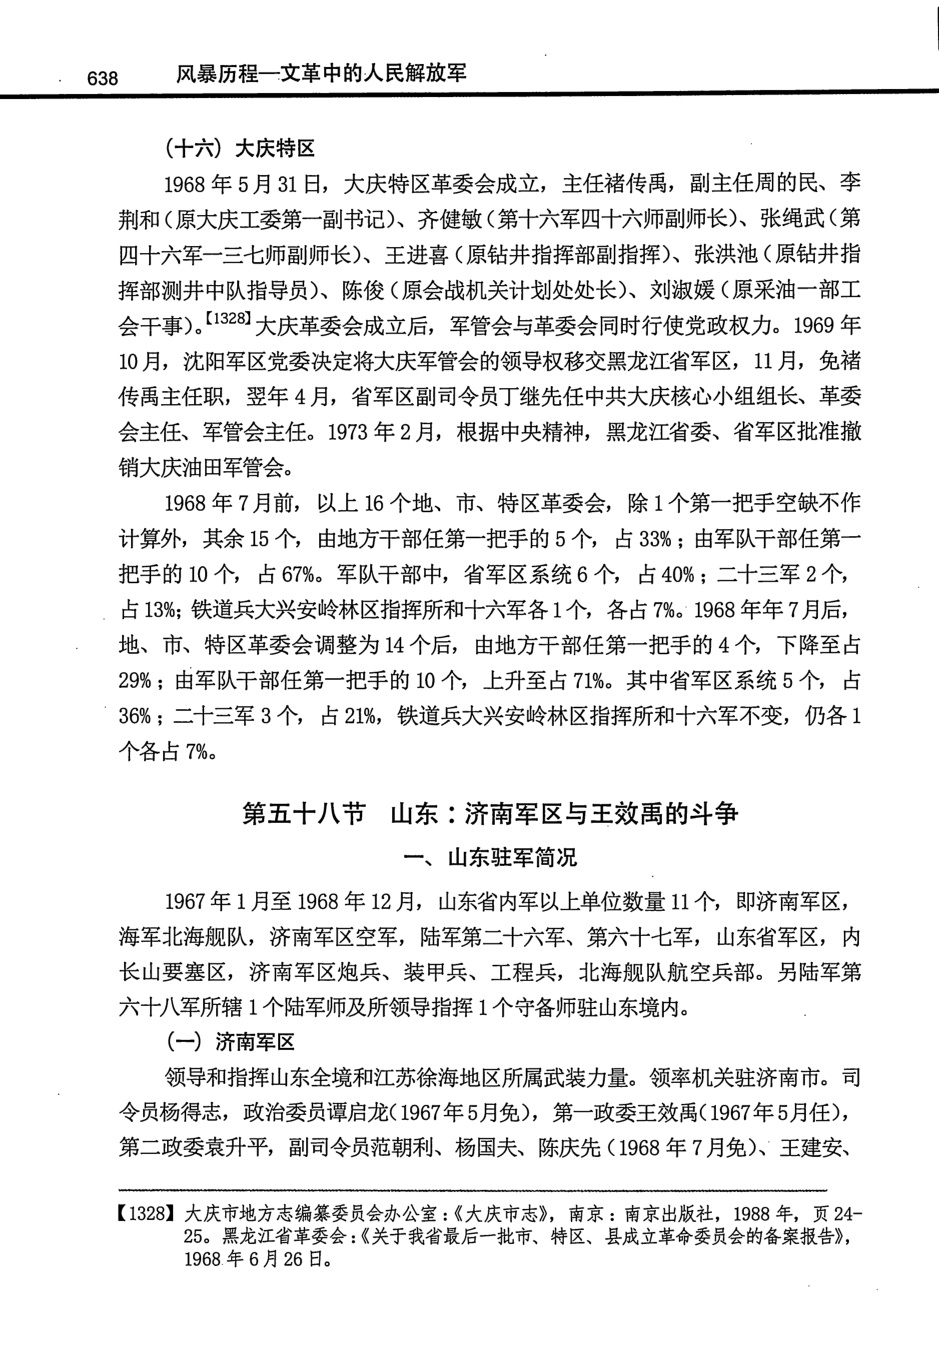 638 风暴历程—文革中的人民解放军
(十六) 大庆特区
1968 年 5 月 31 日，大庆特区革委会成立，主任褚传禹，副主任周的民、李
荆和（原大庆工委第一副书记）、齐健敏（第十六军四十六师副师长）、张绳武（第
四十六军一三七师副师长）、王进喜（原钻井指挥部副指挥）、张洪池（原钻井指
挥部测井中队指导员）、陈俊（原会战机关计划处处长）、刘淑媛（原采油一部工
会干事）。【1328】大庆革委会成立后，军管会与革委会同时行使党政权力。1969 年
10 月，沈阳军区党委决定将大庆军管会的领导权移交黑龙江省军区，11 月，免褚
传禹主任职，翌年 4 月，省军区副司令员丁继先任中共大庆核心小组组长、革委
会主任、军管会主任。1973 年 2 月，根据中央精神，黑龙江省委、省军区批准撤
销大庆油田军管会。
1968 年 7 月前，以上 16 个地、市、特区革委会，除 1 个第一把手空缺不作
计算外，其余 15 个，由地方干部任第一把手的 5 个，占 33%；由军队干部任第一
把手的 10 个，占 67%。军队干部中，省军区系统 6 个，占 40%；二十三军 2 个，
占 13%；铁道兵大兴安岭林区指挥所和十六军各 1 个，各占 7%。1968 年年 7 月后，
地、市、特区革委会调整为 14 个后，由地方干部任第一把手的 4 个，下降至占
29%；由军队干部任第一把手的 10 个，上升至占 71%。其中省军区系统 5 个，占
36%；二十三军 3 个，占 21%，铁道兵大兴安岭林区指挥所和十六军不变，仍各 1
个各占 7%。
第五十八节 山东：济南军区与王效禹的斗争
一、山东驻军简况
1967 年 1 月至 1968 年 12 月，山东省内军以上单位数量 11 个，即济南军区，
海军北海舰队，济南军区空军，陆军第二十六军、第六十七军，山东省军区，内
长山要塞区，济南军区炮兵、装甲兵、工程兵，北海舰队航空兵部。另陆军第
六十八军所辖 1 个陆军师及所领导指挥 1 个守备师驻山东境内。
(一) 济南军区
领导和指挥山东全境和江苏徐海地区所属武装力量。领率机关驻济南市。司
令员杨得志，政治委员谭启龙（1967 年 5 月免），第一政委王效禹（1967 年 5 月任），
第二政委袁升平，副司令员范朝利、杨国夫、陈庆先（1968 年 7 月免）、王建安、
【1328】大庆市地方志编纂委员会办公室：《大庆市志》，南京：南京出版社，1988 年，页 24-
25。黑龙江省革委会：《关于我省最后一批市、特区、县成立革命委员会的备案报告》，
1968 年 6 月 26 日。